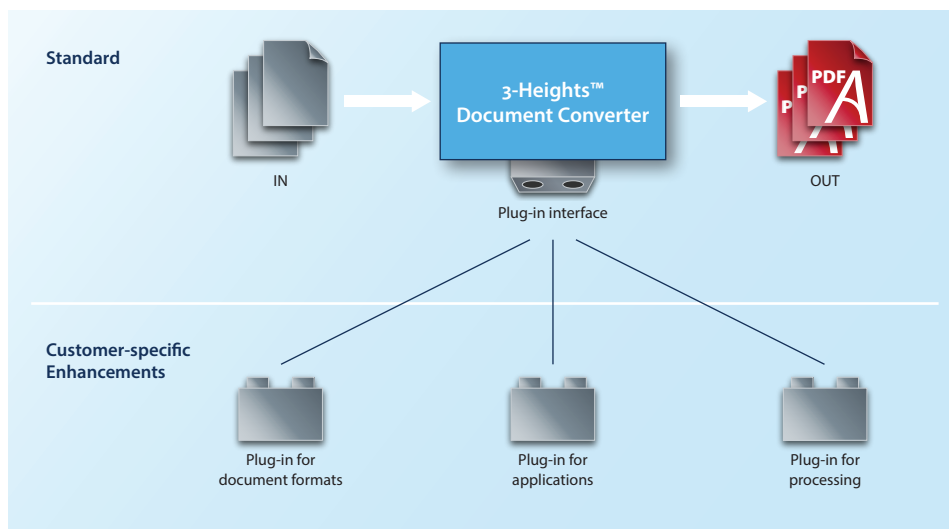 Standard
3-Heights™
Document Converter
PDF
P
P
A
A
A
IN
OUT
Plug-in interface
Customer-specific
Enhancements
Plug-in for
document formats
Plug-in for
applications
Plug-in for
processing